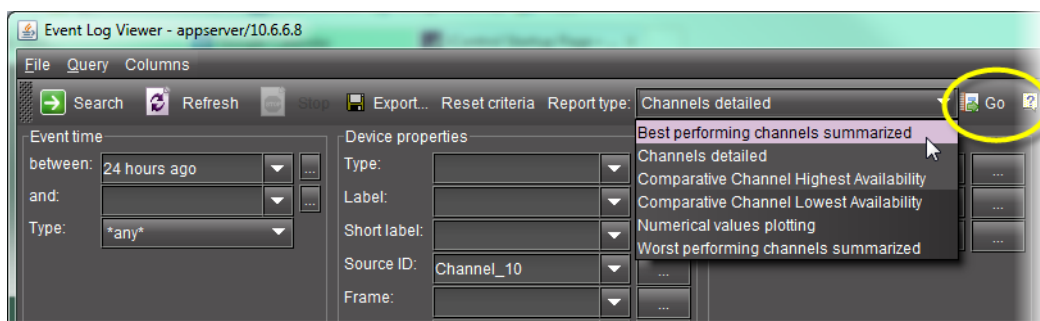 Event Log Viewer - appserver/10.6.6.8
File Query Columns
Search Refresh Stop Export... Reset criteria Report type: Channels detailed Go
Best performing channels summarized
Channels detailed
Comparative Channel Highest Availability
Comparative Channel Lowest Availability
Numerical values plotting
Worst performing channels summarized
Event time
between: 24 hours ago ...
and: ...
Type: *any*
Device properties
Type:
Label:
Short label:
Source ID: Channel_10 ...
Frame: ...
...
...
...